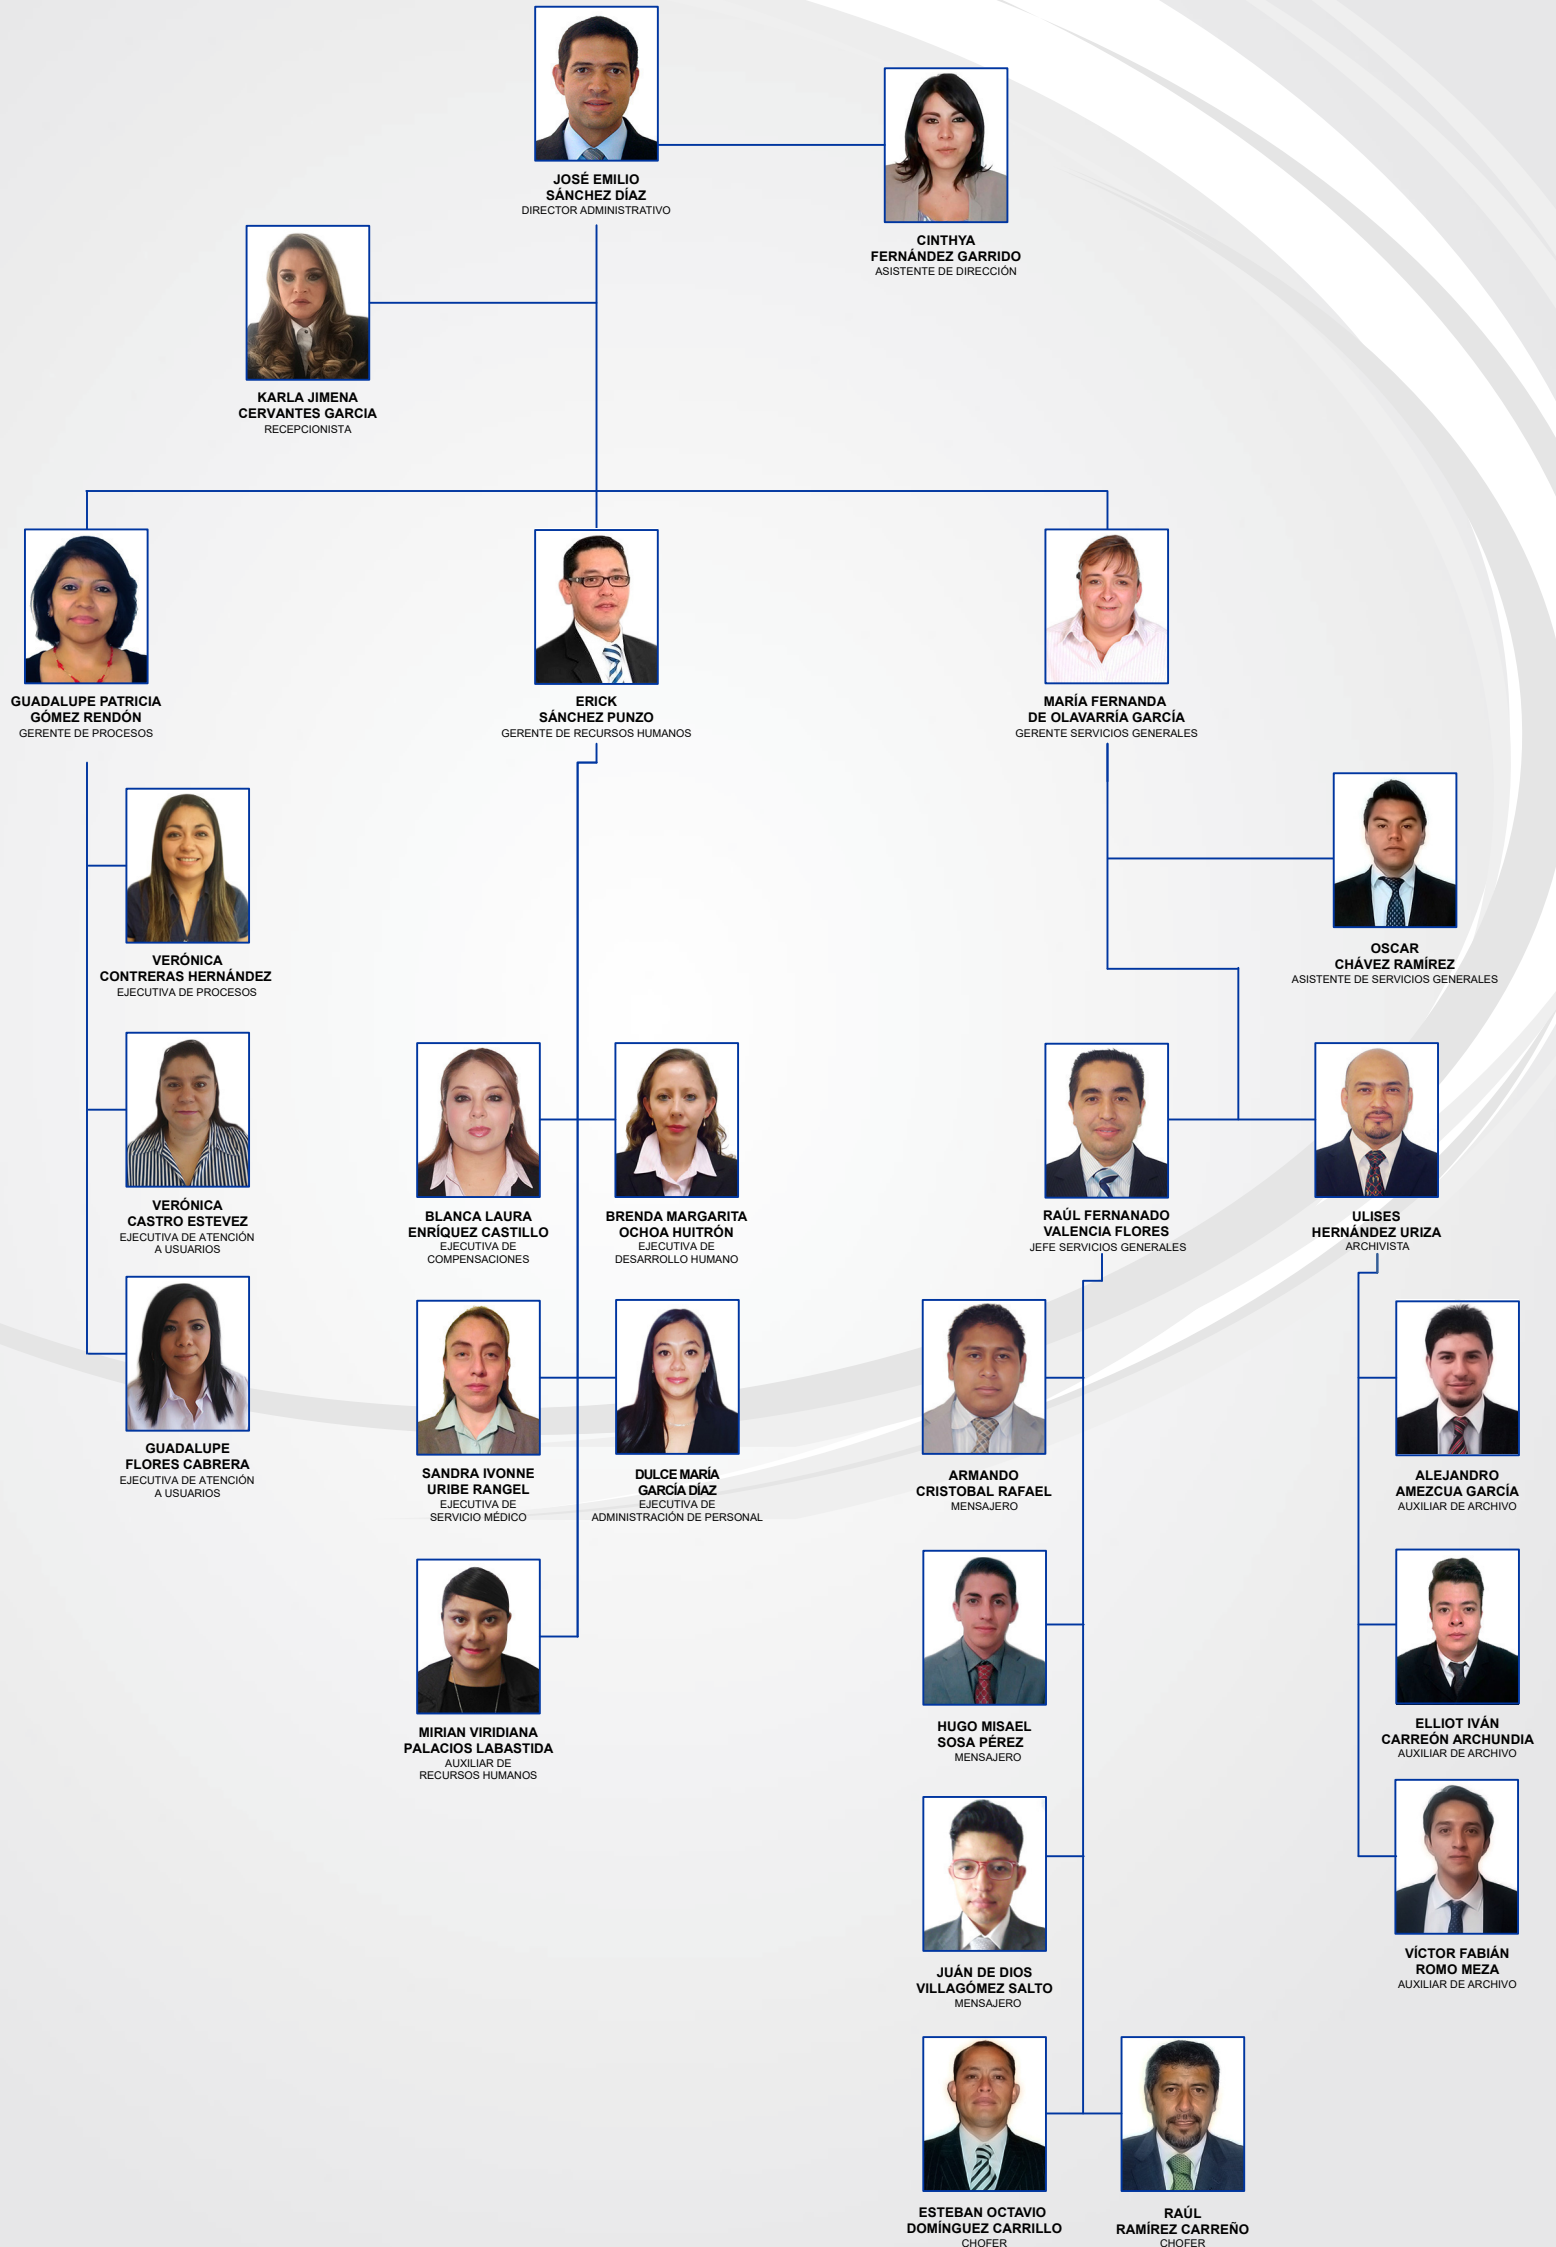 JOSÉ EMILIO
SÁNCHEZ DÍAZ
DIRECTOR ADMINISTRATIVO
CINTHYA
FERNÁNDEZ GARRIDO
ASISTENTE DE DIRECCIÓN
KARLA JIMENA
CERVANTES GARCIA
RECEPCIONISTA
GUADALUPE PATRICIA
GÓMEZ RENDÓN
GERENTE DE PROCESOS
ERICK
SÁNCHEZ PUNZO
GERENTE DE RECURSOS HUMANOS
MARÍA FERNANDA
DE OLAVARRÍA GARCÍA
GERENTE SERVICIOS GENERALES
OSCAR
CHÁVEZ RAMÍREZ
ASISTENTE DE SERVICIOS GENERALES
VERÓNICA
CONTRERAS HERNÁNDEZ
EJECUTIVA DE PROCESOS
VERÓNICA
CASTRO ESTEVEZ
EJECUTIVA DE ATENCIÓN
A USUARIOS
GUADALUPE
FLORES CABRERA
EJECUTIVA DE ATENCIÓN
A USUARIOS
BLANCA LAURA
ENRÍQUEZ CASTILLO
EJECUTIVA DE
COMPENSACIONES
BRENDA MARGARITA
OCHOA HUITRÓN
EJECUTIVA DE
DESARROLLO HUMANO
SANDRA IVONNE
URIBE RANGEL
EJECUTIVA DE
SERVICIO MÉDICO
DULCE MARÍA
GARCÍA DÍAZ
EJECUTIVA DE
ADMINISTRACIÓN DE PERSONAL
MIRIAN VIRIDIANA
PALACIOS LABASTIDA
AUXILIAR DE
RECURSOS HUMANOS
RAÚL FERNANADO
VALENCIA FLORES
JEFE SERVICIOS GENERALES
ULISES
HERNÁNDEZ URIZA
ARCHIVISTA
ARMANDO
CRISTOBAL RAFAEL
MENSAJERO
HUGO MISAEL
SOSA PÉREZ
MENSAJERO
JUÁN DE DIOS
VILLAGÓMEZ SALTO
MENSAJERO
ESTEBAN OCTAVIO
DOMÍNGUEZ CARRILLO
CHOFER
RAÚL
RAMÍREZ CARREÑO
CHOFER
ALEJANDRO
AMEZCUA GARCÍA
AUXILIAR DE ARCHIVO
ELLIOT IVÁN
CARREÓN ARCHUNDIA
AUXILIAR DE ARCHIVO
VÍCTOR FABIÁN
ROMO MEZA
AUXILIAR DE ARCHIVO